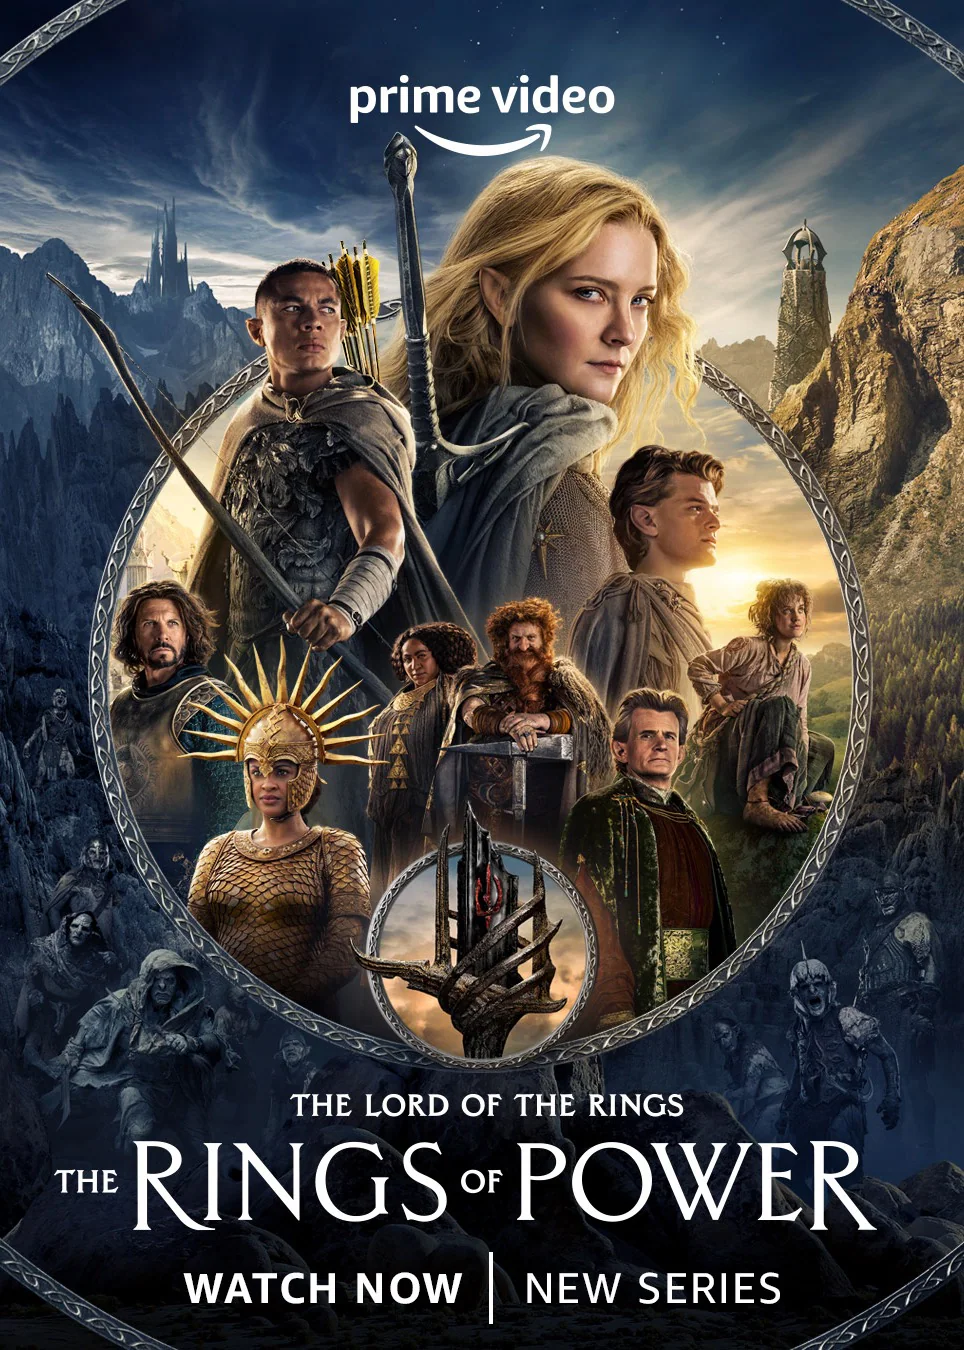 prime video
THE LORD OF THE RINGS
THE RINGS OF POWER
WATCH NOW | NEW SERIES